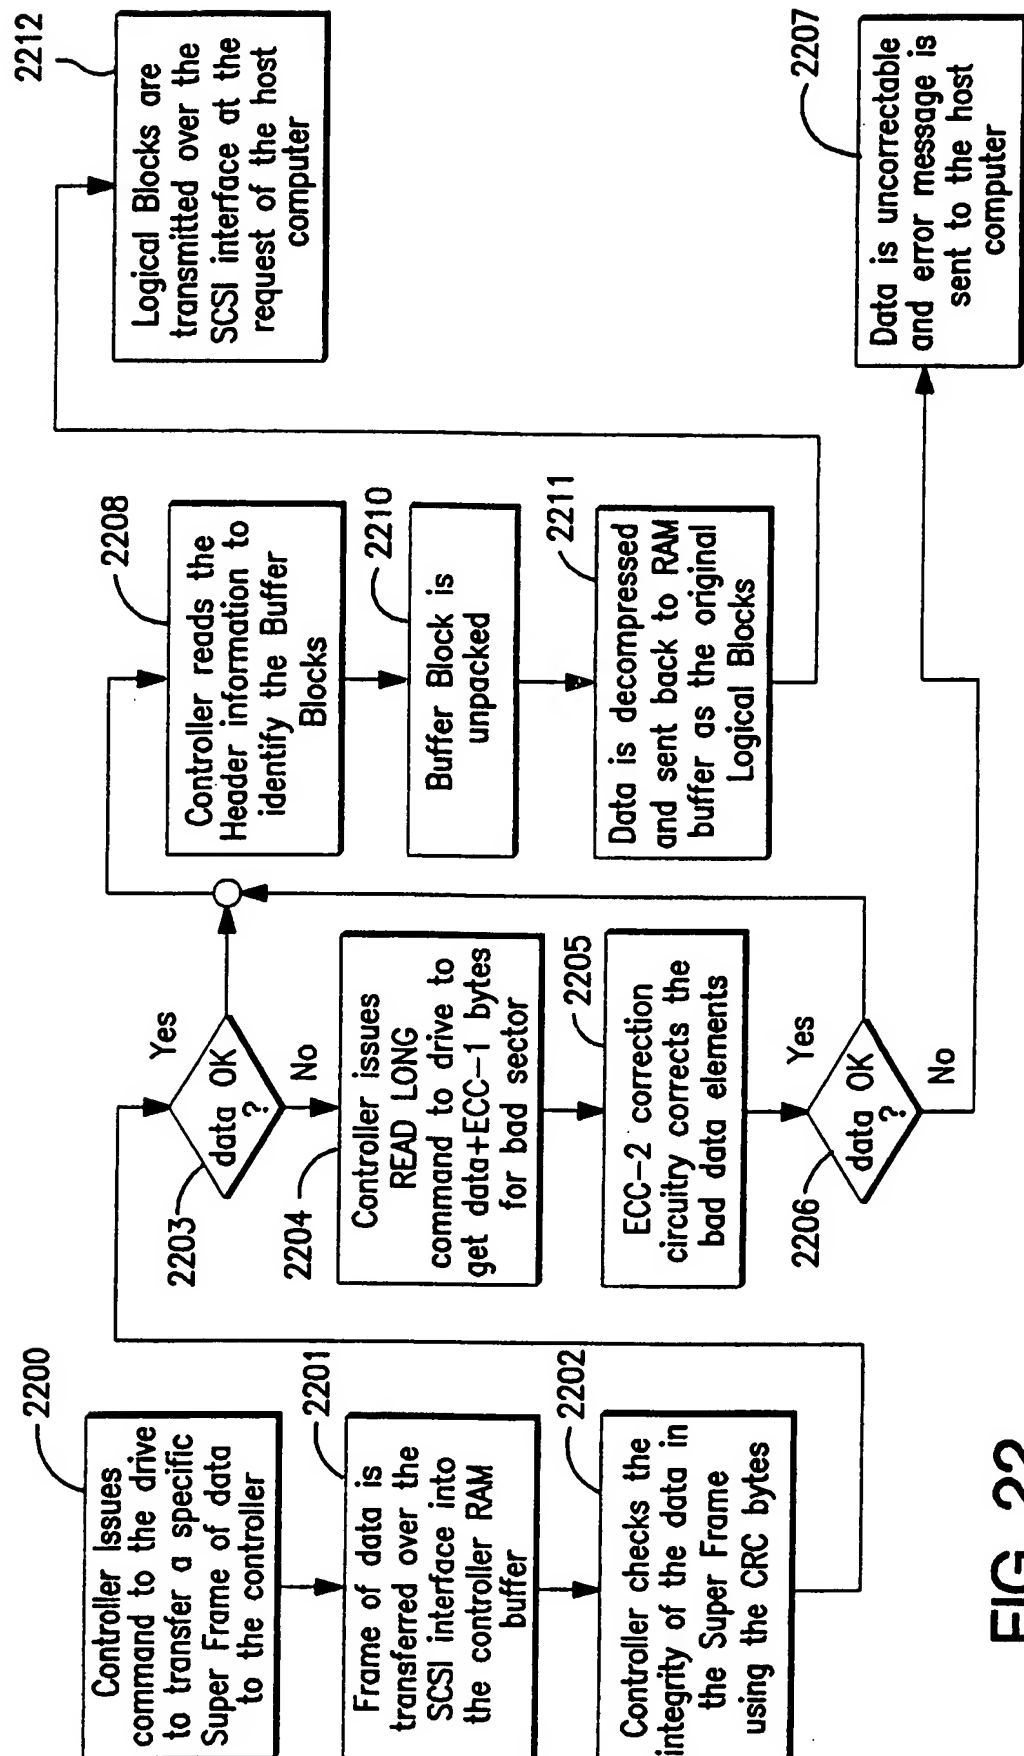 2200
Controller Issues
command to the drive
to transfer a specific
Super Frame of data
to the controller
2201
Frame of data is
transferred over the
SCSI interface into
the controller RAM
buffer
2202
Controller checks the
integrity of the data in
the Super Frame
using the CRC bytes
2203
data OK
?
Yes
No
2204
Controller issues
READ LONG
command to drive to
get data+ECC-1 bytes
for bad sector
2205
ECC-2 correction
circuitry corrects the
bad data elements
2206
data OK
?
Yes
No
2208
Controller reads the
Header information to
identify the Buffer
Blocks
2210
Buffer Block is
unpacked
2211
Data is decompressed
and sent back to RAM
buffer as the original
Logical Blocks
2212
Logical Blocks are
transmitted over the
SCSI interface at the
request of the host
computer
2207
Data is uncorrectable
and error message is
sent to the host
computer
FIG. 22